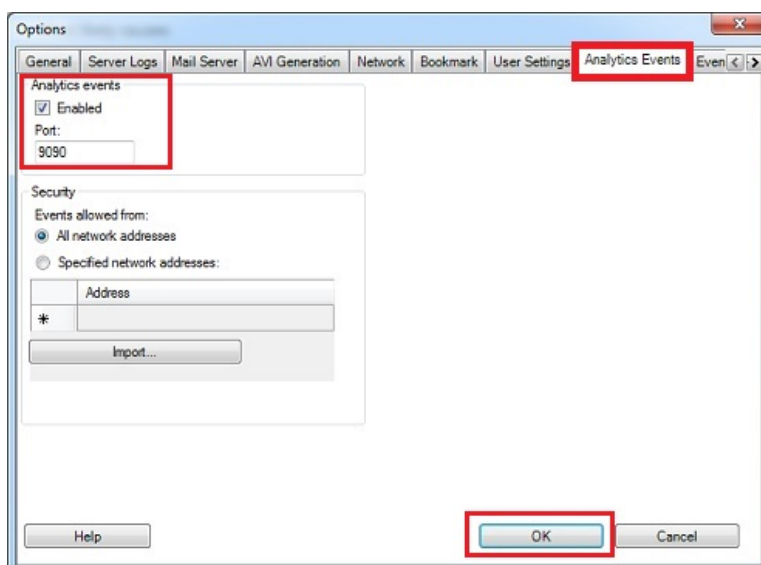 Options
General Server Logs Mail Server AVI Generation Network Bookmark User Settings Analytics Events Even
Analytics events
Enabled
Port:
9090
Security
Events allowed from:
All network addresses
Specified network addresses:
Address
Import...
Help OK Cancel